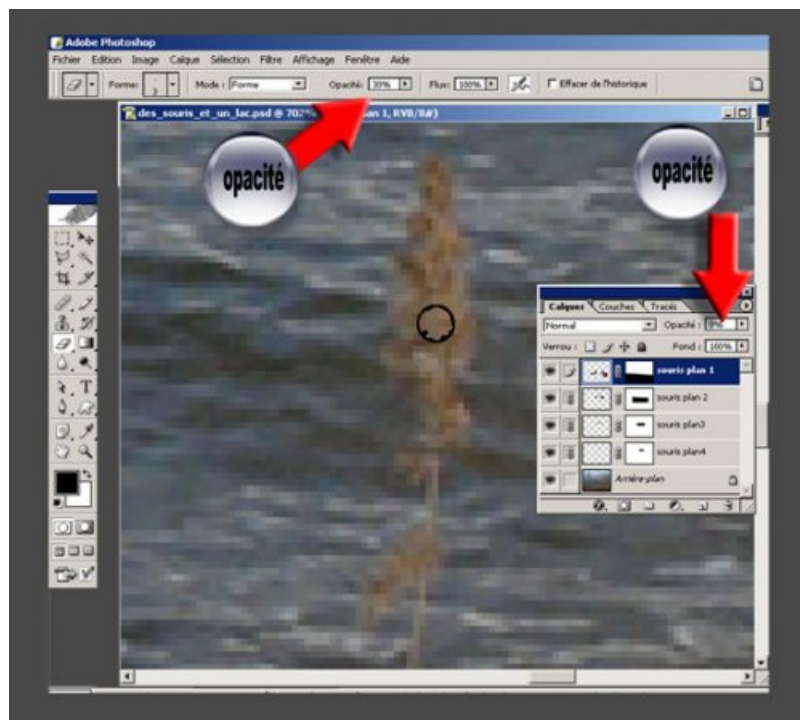 Adobe Photoshop
Fichier Edition Image Calque Sélection Filtre Affichage Fenêtre Aide
Forme: 3 Mode : Forme Opacité: 30% Flux: 100% Effacer de l'historique
des_souris_et_un_lac.psd @ 702% an 1, RVB/8#)
opacité
opacité
Calques Couches Tracés
Normal Opacité :
Verrou : Fond : 100%
souris plan 1
souris plan 2
souris plan3
souris plan4
Arrière-plan